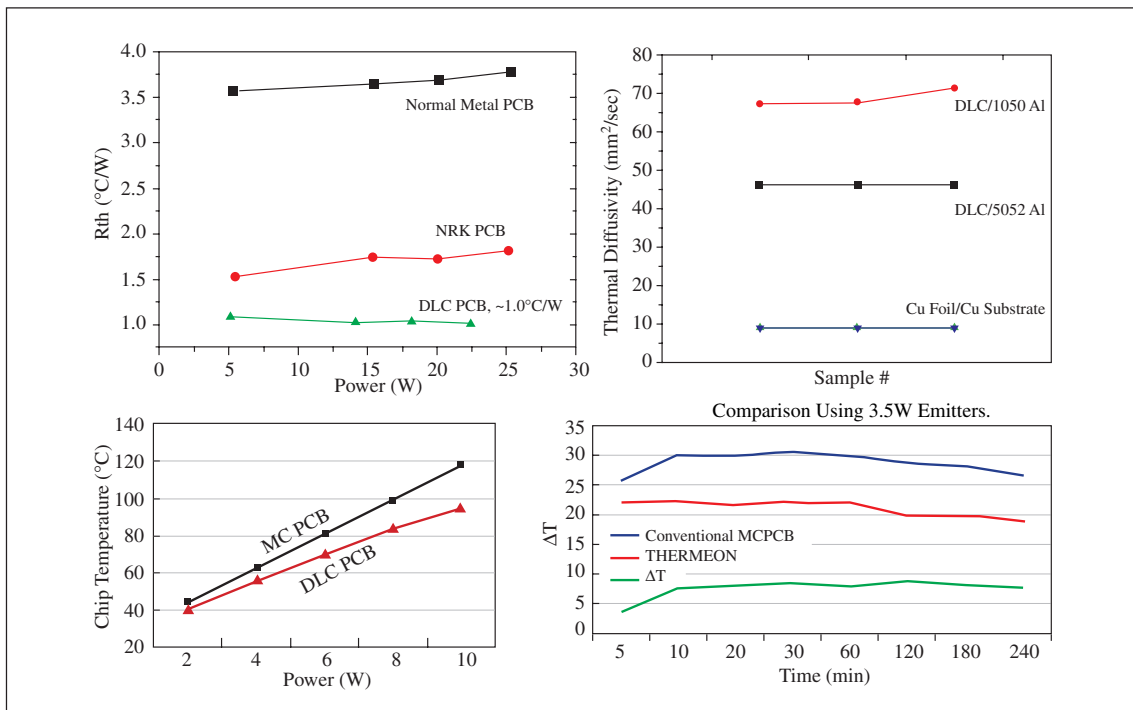 4.0
3.5
3.0
2.5
2.0
1.5
1.0
Rth (°C/W)
Normal Metal PCB
NRK PCB
DLC PCB, ~1.0°C/W
0 5 10 15 20 25 30
Power (W)
80
70
60
50
40
30
20
10
0
Thermal Diffusivity (mm²/sec)
DLC/1050 Al
DLC/5052 Al
Cu Foil/Cu Substrate
Sample #
140
120
100
80
60
40
20
Chip Temperature (°C)
MC PCB
DLC PCB
2 4 6 8 10
Power (W)
Comparison Using 3.5W Emitters.
35
30
25
20
15
10
5
0
ΔT
Conventional MCPCB
THERMEON
ΔT
5 10 20 30 60 120 180 240
Time (min)